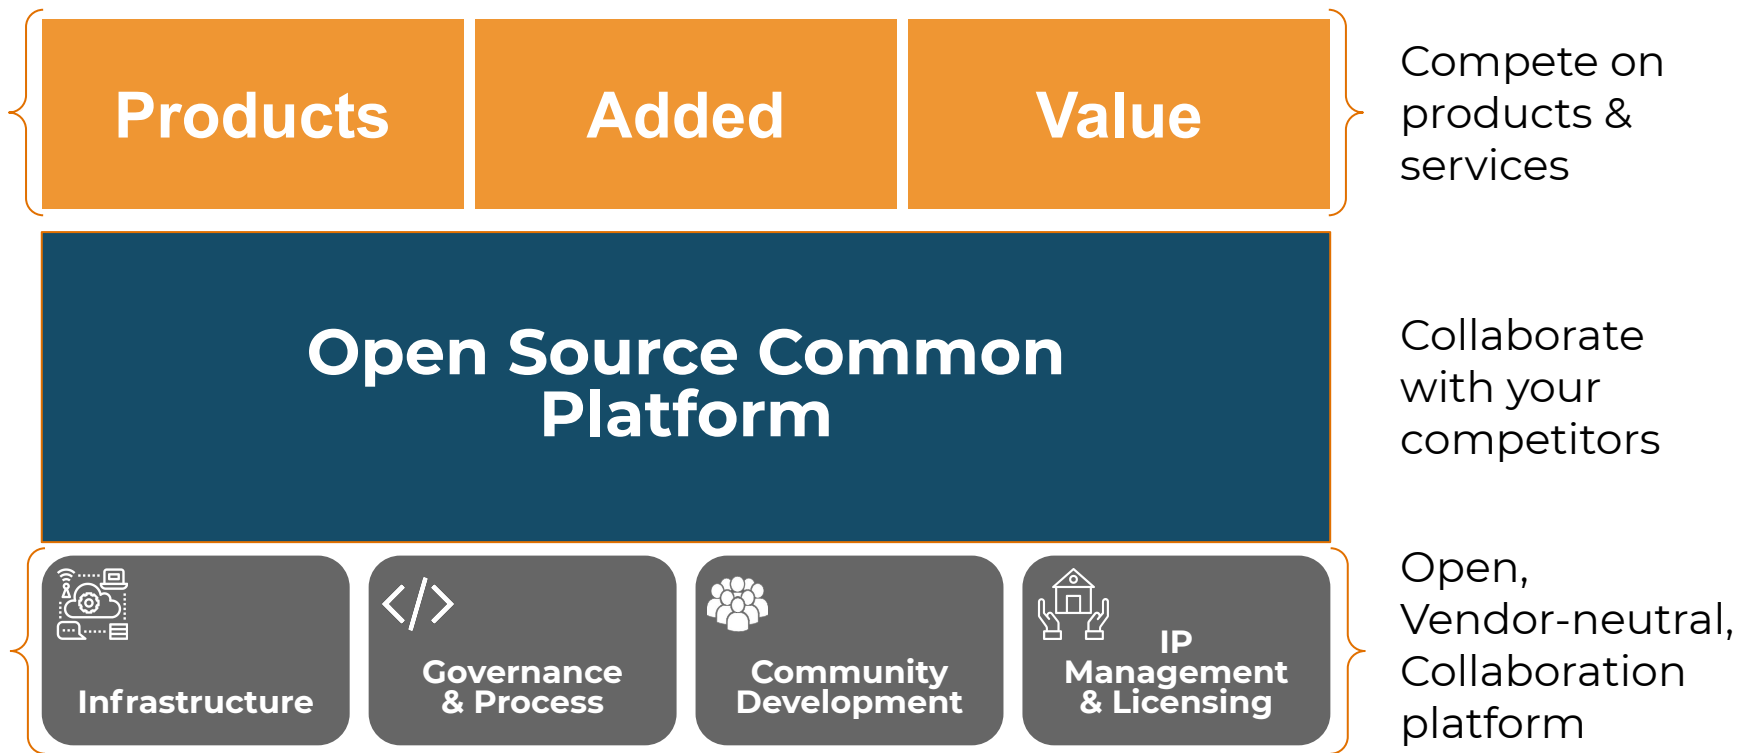 Products
Added
Value
Compete on
products &
services
Open Source Common
Platform
Collaborate
with your
competitors
Infrastructure
Governance
& Process
Community
Development
IP
Management
& Licensing
Open,
Vendor-neutral,
Collaboration
platform